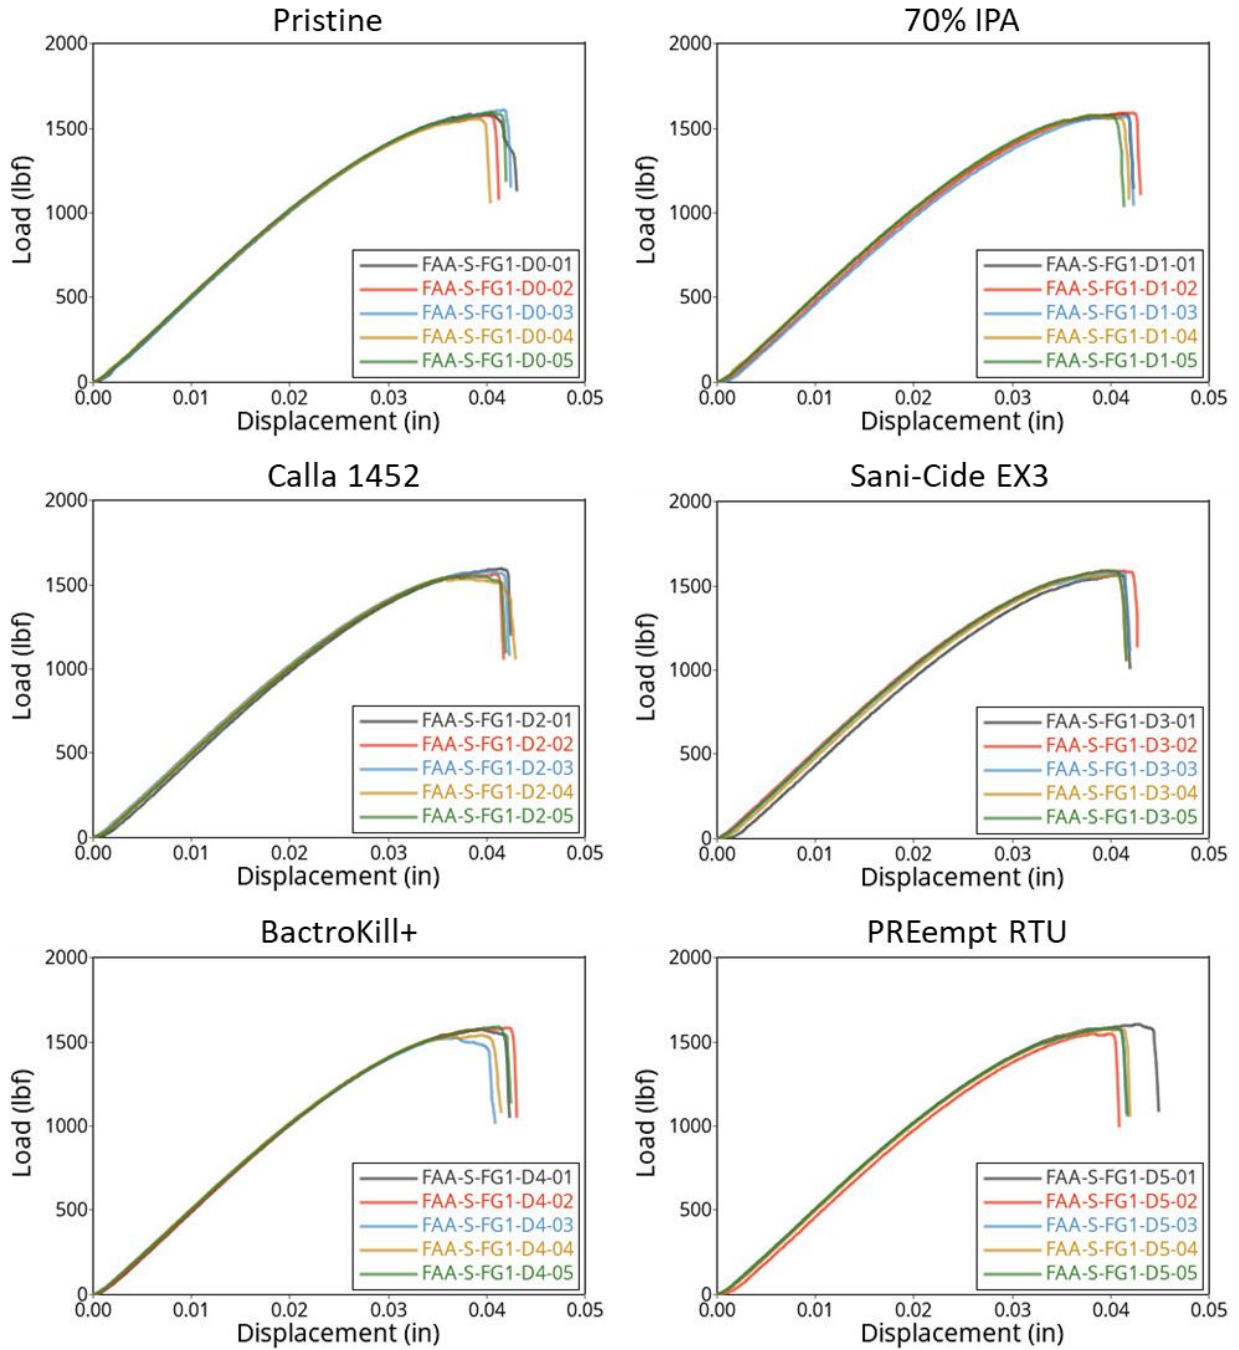 Pristine
2000
1500
1000
500
0
Load (lbf)
FAA-S-FG1-D0-01
FAA-S-FG1-D0-02
FAA-S-FG1-D0-03
FAA-S-FG1-D0-04
FAA-S-FG1-D0-05
0.00 0.01 0.02 0.03 0.04 0.05
Displacement (in)
70% IPA
2000
1500
1000
500
0
Load (lbf)
FAA-S-FG1-D1-01
FAA-S-FG1-D1-02
FAA-S-FG1-D1-03
FAA-S-FG1-D1-04
FAA-S-FG1-D1-05
0.00 0.01 0.02 0.03 0.04 0.05
Displacement (in)
Calla 1452
2000
1500
1000
500
0
Load (lbf)
FAA-S-FG1-D2-01
FAA-S-FG1-D2-02
FAA-S-FG1-D2-03
FAA-S-FG1-D2-04
FAA-S-FG1-D2-05
0.00 0.01 0.02 0.03 0.04 0.05
Displacement (in)
Sani-Cide EX3
2000
1500
1000
500
0
Load (lbf)
FAA-S-FG1-D3-01
FAA-S-FG1-D3-02
FAA-S-FG1-D3-03
FAA-S-FG1-D3-04
FAA-S-FG1-D3-05
0.00 0.01 0.02 0.03 0.04 0.05
Displacement (in)
BactroKill+
2000
1500
1000
500
0
Load (lbf)
FAA-S-FG1-D4-01
FAA-S-FG1-D4-02
FAA-S-FG1-D4-03
FAA-S-FG1-D4-04
FAA-S-FG1-D4-05
0.00 0.01 0.02 0.03 0.04 0.05
Displacement (in)
PREempt RTU
2000
1500
1000
500
0
Load (lbf)
FAA-S-FG1-D5-01
FAA-S-FG1-D5-02
FAA-S-FG1-D5-03
FAA-S-FG1-D5-04
FAA-S-FG1-D5-05
0.00 0.01 0.02 0.03 0.04 0.05
Displacement (in)